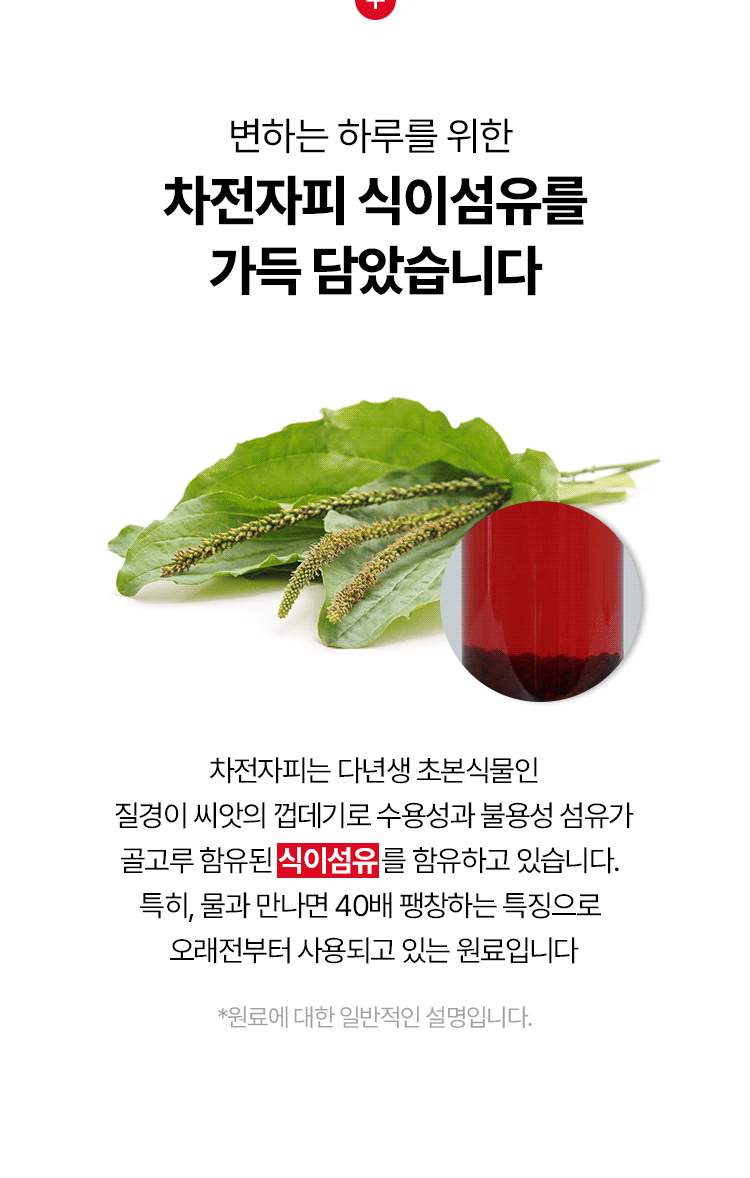 변하는 하루를 위한
차전자피 식이섬유를
가득 담았습니다
차전자피는 다년생 초본식물인
질경이 씨앗의 껍데기로 수용성과 불용성 섬유가
골고루 함유된 식이섬유를 함유하고 있습니다.
특히, 물과 만나면 40배 팽창하는 특징으로
오래전부터 사용되고 있는 원료입니다
*원료에 대한 일반적인 설명입니다.